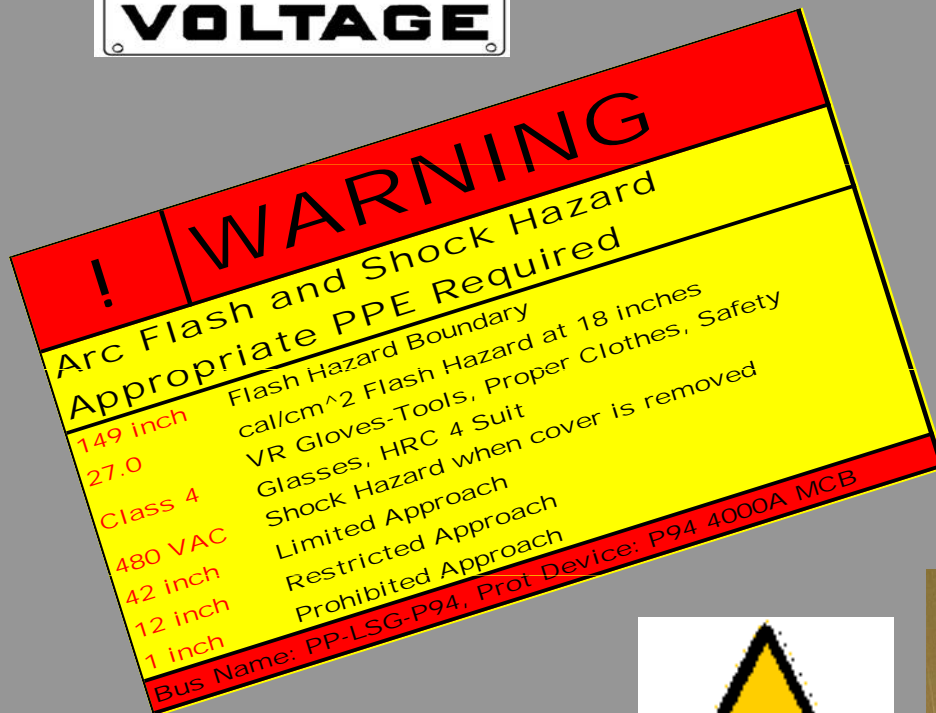 VOLTAGE
! WARNING
Arc Flash and Shock Hazard
Appropriate PPE Required
149 inch Flash Hazard Boundary
27.0 cal/cm^2 Flash Hazard at 18 inches
Class 4 VR Gloves-Tools, Proper Clothes, Safety
Glasses, HRC 4 Suit
480 VAC Shock Hazard when cover is removed
42 inch Limited Approach
12 inch Restricted Approach
1 inch Prohibited Approach
Bus Name: PP-LSG-P94, Prot Device: P94 4000A MCB